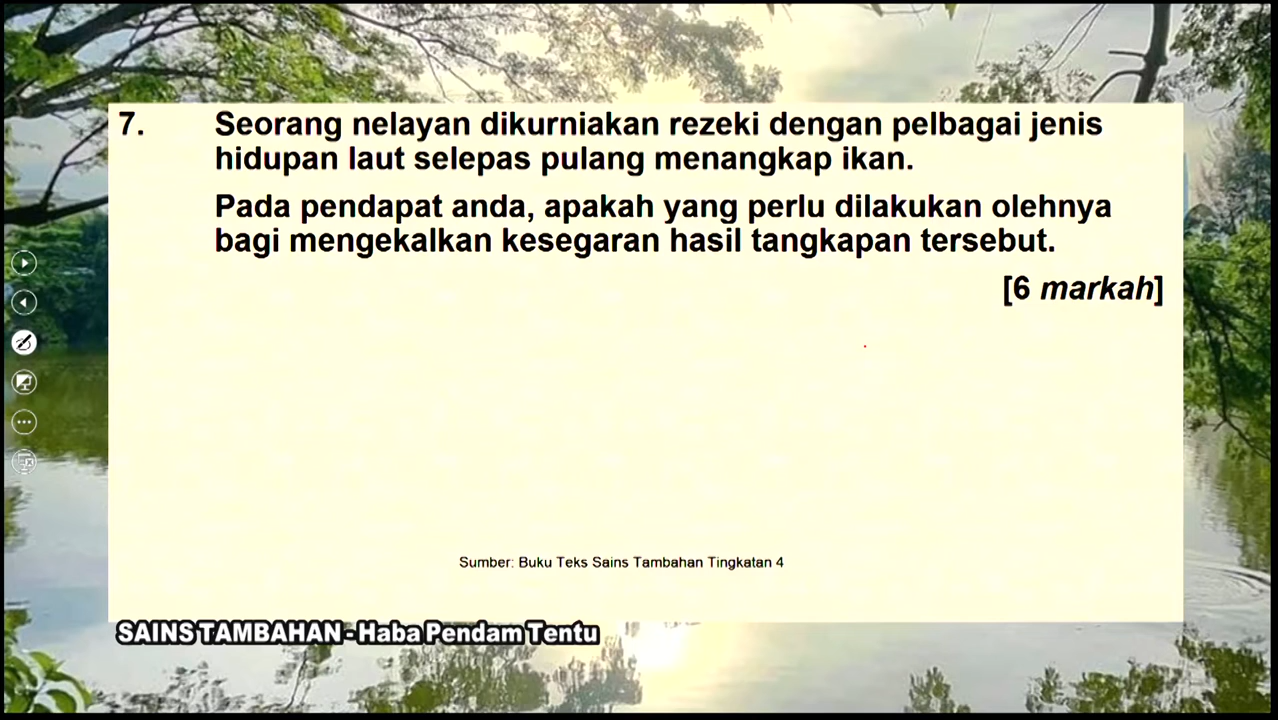 7. Seorang nelayan dikurniakan rezeki dengan pelbagai jenis
hidupan laut selepas pulang menangkap ikan.
Pada pendapat anda, apakah yang perlu dilakukan olehnya
bagi mengekalkan kesegaran hasil tangkapan tersebut.
[6 markah]
Sumber: Buku Teks Sains Tambahan Tingkatan 4
SAINS TAMBAHAN - Haba Pendam Tentu